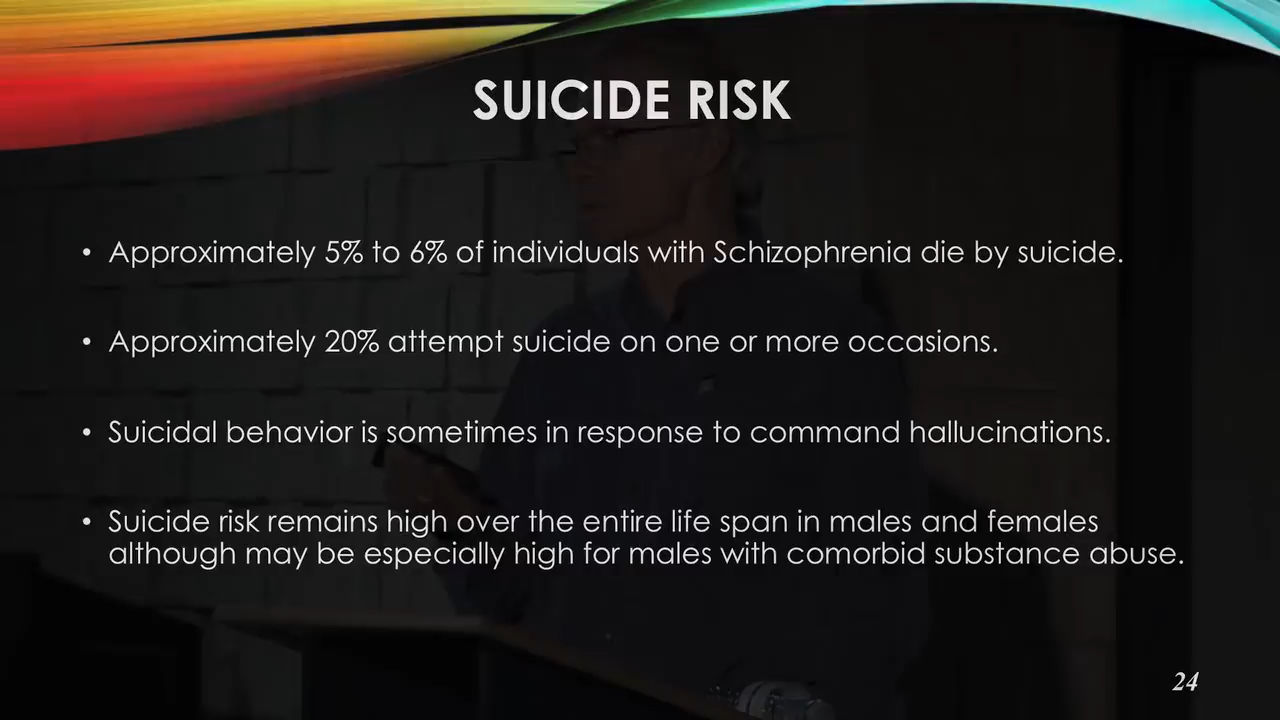 SUICIDE RISK
• Approximately 5% to 6% of individuals with Schizophrenia die by suicide.
• Approximately 20% attempt suicide on one or more occasions.
• Suicidal behavior is sometimes in response to command hallucinations.
• Suicide risk remains high over the entire life span in males and females
although may be especially high for males with comorbid substance abuse.
24